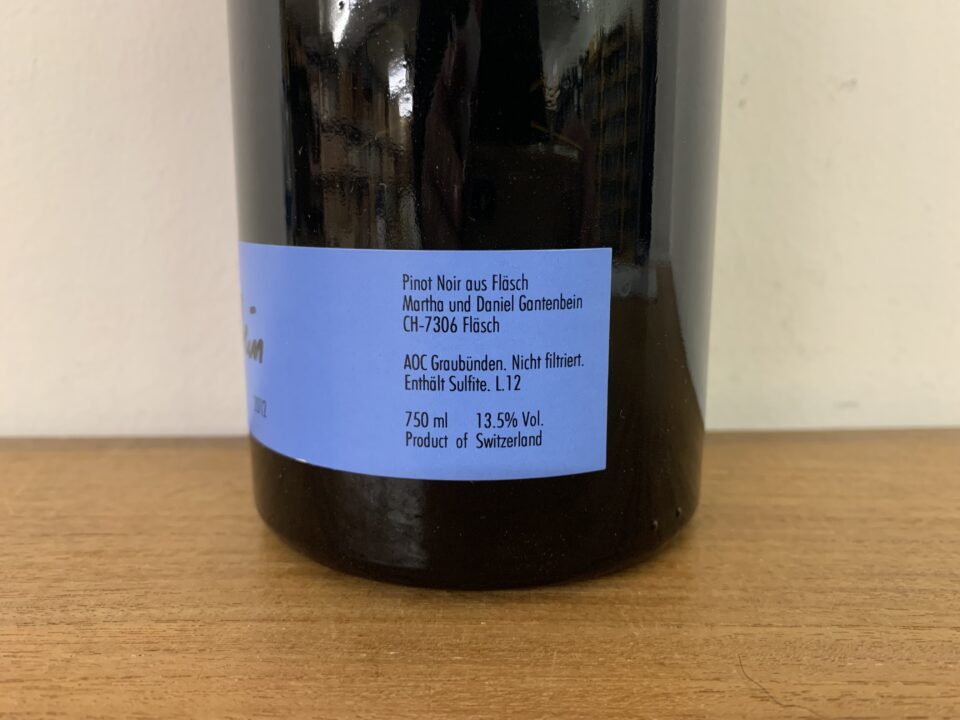 Pinot Noir aus Fläsch
Martha und Daniel Gantenbein
CH-7306 Fläsch
AOC Graubünden. Nicht filtriert.
Enthält Sulfite. L.12
750 ml 13.5% Vol.
Product of Switzerland
2012